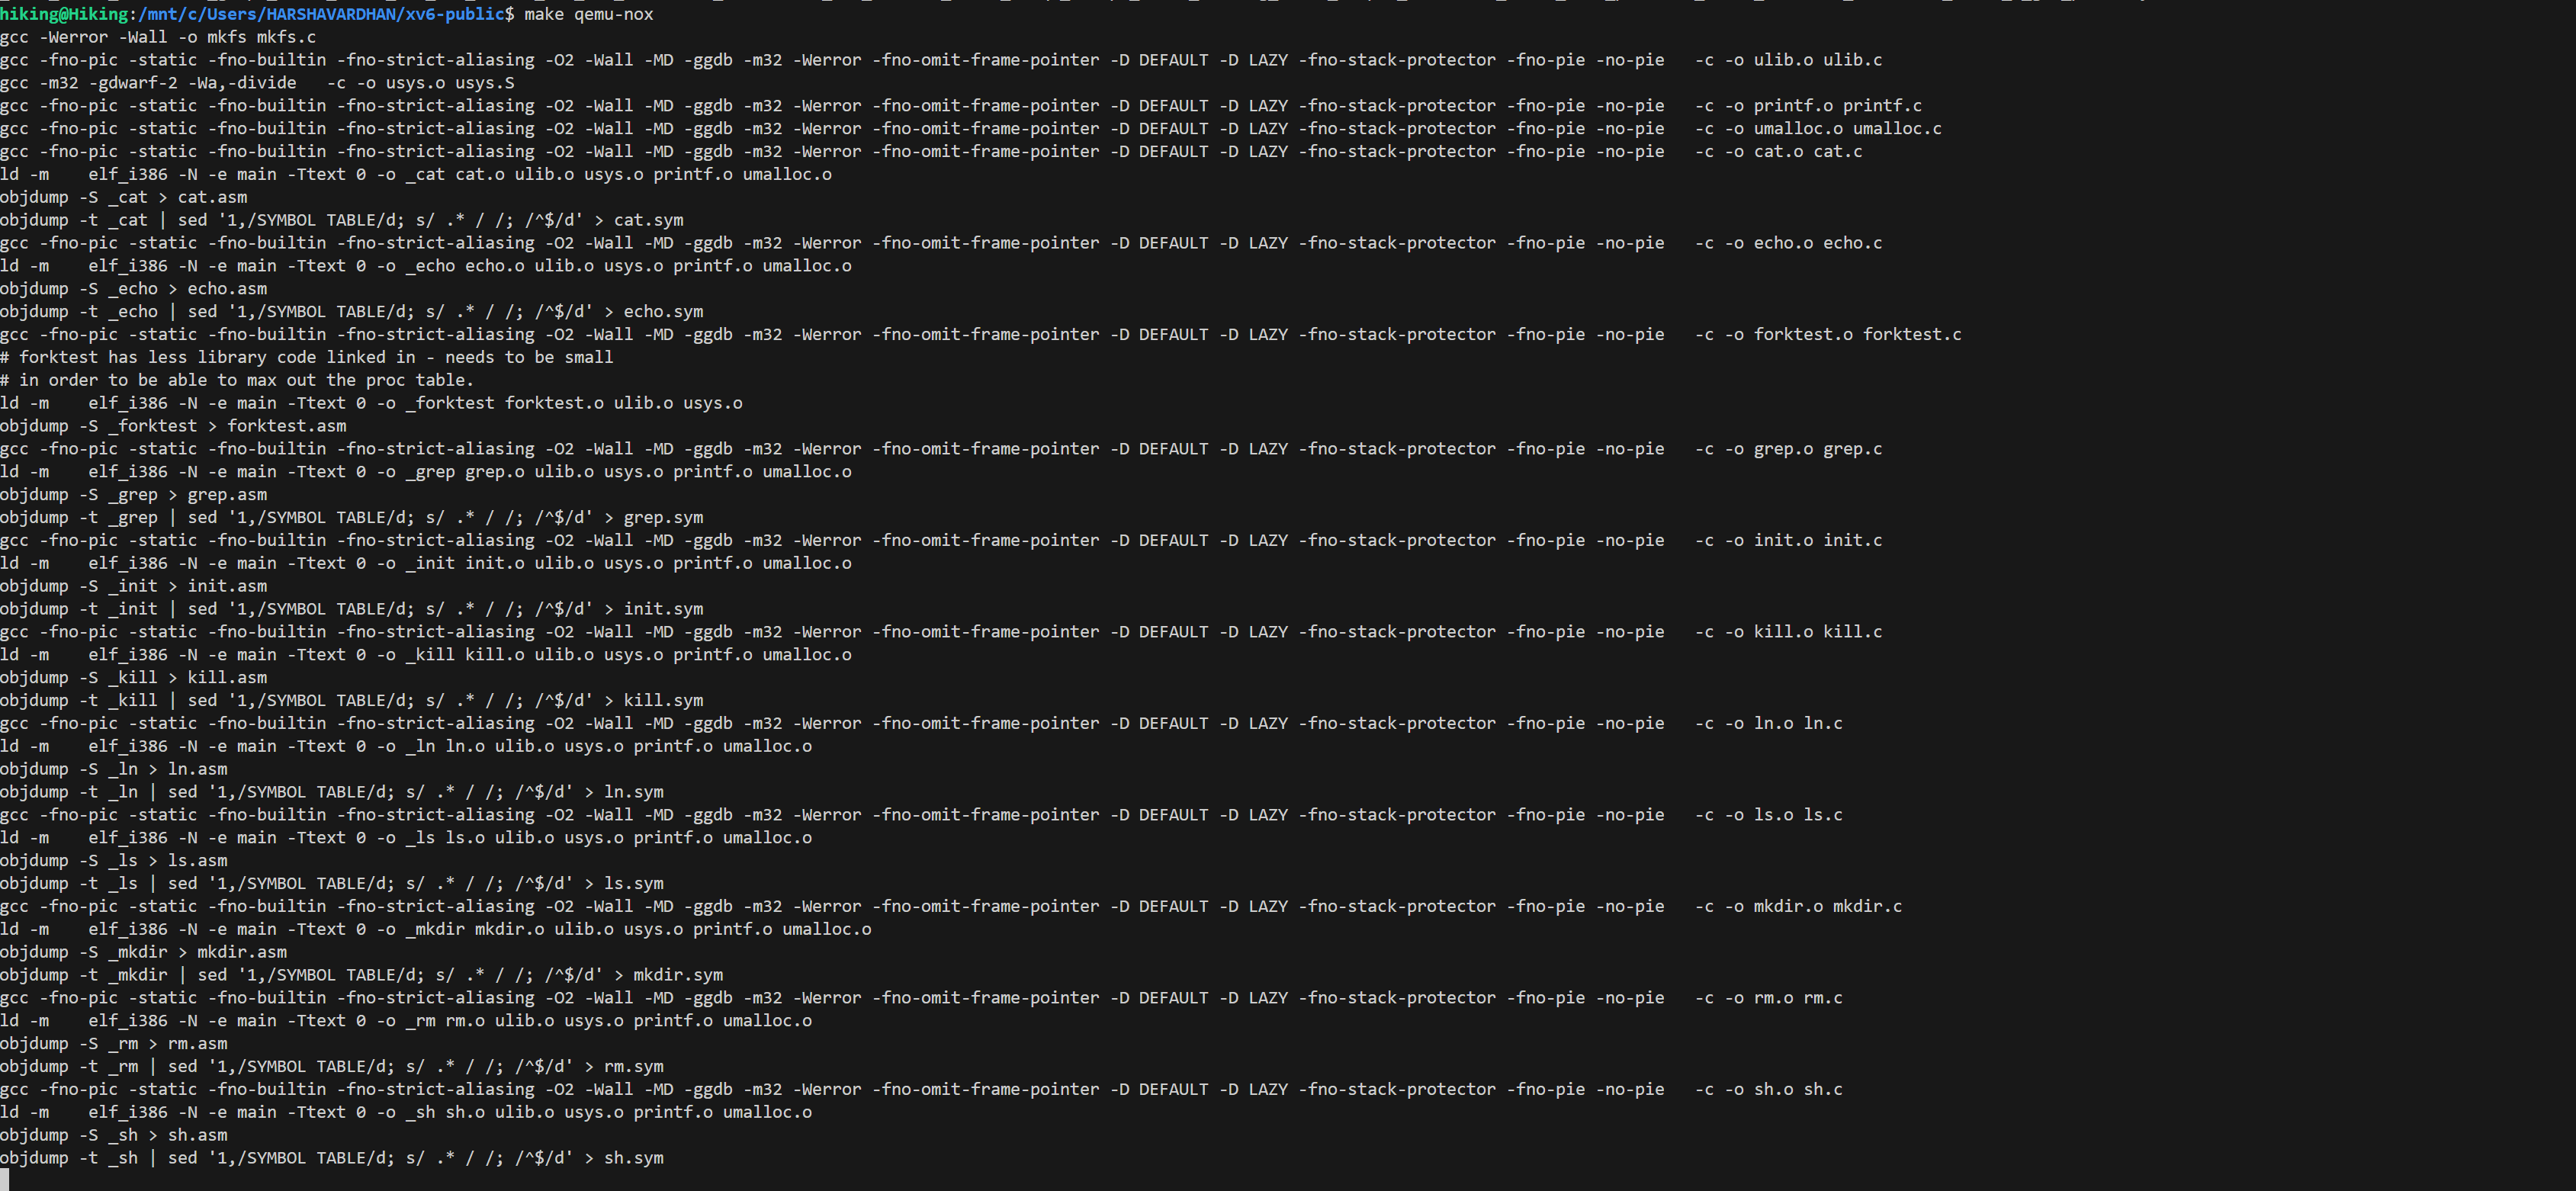 hiking@Hiking:/mnt/c/Users/HARSHAVARDHAN/xv6-public$ make qemu-nox
gcc -Werror -Wall -o mkfs mkfs.c
gcc -fno-pic -static -fno-builtin -fno-strict-aliasing -O2 -Wall -MD -ggdb -m32 -Werror -fno-omit-frame-pointer -D DEFAULT -D LAZY -fno-stack-protector -fno-pie -no-pie   -c -o ulib.o ulib.c
gcc -m32 -gdwarf-2 -Wa,-divide   -c -o usys.o usys.S
gcc -fno-pic -static -fno-builtin -fno-strict-aliasing -O2 -Wall -MD -ggdb -m32 -Werror -fno-omit-frame-pointer -D DEFAULT -D LAZY -fno-stack-protector -fno-pie -no-pie   -c -o printf.o printf.c
gcc -fno-pic -static -fno-builtin -fno-strict-aliasing -O2 -Wall -MD -ggdb -m32 -Werror -fno-omit-frame-pointer -D DEFAULT -D LAZY -fno-stack-protector -fno-pie -no-pie   -c -o umalloc.o umalloc.c
gcc -fno-pic -static -fno-builtin -fno-strict-aliasing -O2 -Wall -MD -ggdb -m32 -Werror -fno-omit-frame-pointer -D DEFAULT -D LAZY -fno-stack-protector -fno-pie -no-pie   -c -o cat.o cat.c
ld -m    elf_i386 -N -e main -Ttext 0 -o _cat cat.o ulib.o usys.o printf.o umalloc.o
objdump -S _cat > cat.asm
objdump -t _cat | sed '1,/SYMBOL TABLE/d; s/ .* / /; /^$/d' > cat.sym
gcc -fno-pic -static -fno-builtin -fno-strict-aliasing -O2 -Wall -MD -ggdb -m32 -Werror -fno-omit-frame-pointer -D DEFAULT -D LAZY -fno-stack-protector -fno-pie -no-pie   -c -o echo.o echo.c
ld -m    elf_i386 -N -e main -Ttext 0 -o _echo echo.o ulib.o usys.o printf.o umalloc.o
objdump -S _echo > echo.asm
objdump -t _echo | sed '1,/SYMBOL TABLE/d; s/ .* / /; /^$/d' > echo.sym
gcc -fno-pic -static -fno-builtin -fno-strict-aliasing -O2 -Wall -MD -ggdb -m32 -Werror -fno-omit-frame-pointer -D DEFAULT -D LAZY -fno-stack-protector -fno-pie -no-pie   -c -o forktest.o forktest.c
# forktest has less library code linked in - needs to be small
# in order to be able to max out the proc table.
ld -m    elf_i386 -N -e main -Ttext 0 -o _forktest forktest.o ulib.o usys.o
objdump -S _forktest > forktest.asm
gcc -fno-pic -static -fno-builtin -fno-strict-aliasing -O2 -Wall -MD -ggdb -m32 -Werror -fno-omit-frame-pointer -D DEFAULT -D LAZY -fno-stack-protector -fno-pie -no-pie   -c -o grep.o grep.c
ld -m    elf_i386 -N -e main -Ttext 0 -o _grep grep.o ulib.o usys.o printf.o umalloc.o
objdump -S _grep > grep.asm
objdump -t _grep | sed '1,/SYMBOL TABLE/d; s/ .* / /; /^$/d' > grep.sym
gcc -fno-pic -static -fno-builtin -fno-strict-aliasing -O2 -Wall -MD -ggdb -m32 -Werror -fno-omit-frame-pointer -D DEFAULT -D LAZY -fno-stack-protector -fno-pie -no-pie   -c -o init.o init.c
ld -m    elf_i386 -N -e main -Ttext 0 -o _init init.o ulib.o usys.o printf.o umalloc.o
objdump -S _init > init.asm
objdump -t _init | sed '1,/SYMBOL TABLE/d; s/ .* / /; /^$/d' > init.sym
gcc -fno-pic -static -fno-builtin -fno-strict-aliasing -O2 -Wall -MD -ggdb -m32 -Werror -fno-omit-frame-pointer -D DEFAULT -D LAZY -fno-stack-protector -fno-pie -no-pie   -c -o kill.o kill.c
ld -m    elf_i386 -N -e main -Ttext 0 -o _kill kill.o ulib.o usys.o printf.o umalloc.o
objdump -S _kill > kill.asm
objdump -t _kill | sed '1,/SYMBOL TABLE/d; s/ .* / /; /^$/d' > kill.sym
gcc -fno-pic -static -fno-builtin -fno-strict-aliasing -O2 -Wall -MD -ggdb -m32 -Werror -fno-omit-frame-pointer -D DEFAULT -D LAZY -fno-stack-protector -fno-pie -no-pie   -c -o ln.o ln.c
ld -m    elf_i386 -N -e main -Ttext 0 -o _ln ln.o ulib.o usys.o printf.o umalloc.o
objdump -S _ln > ln.asm
objdump -t _ln | sed '1,/SYMBOL TABLE/d; s/ .* / /; /^$/d' > ln.sym
gcc -fno-pic -static -fno-builtin -fno-strict-aliasing -O2 -Wall -MD -ggdb -m32 -Werror -fno-omit-frame-pointer -D DEFAULT -D LAZY -fno-stack-protector -fno-pie -no-pie   -c -o ls.o ls.c
ld -m    elf_i386 -N -e main -Ttext 0 -o _ls ls.o ulib.o usys.o printf.o umalloc.o
objdump -S _ls > ls.asm
objdump -t _ls | sed '1,/SYMBOL TABLE/d; s/ .* / /; /^$/d' > ls.sym
gcc -fno-pic -static -fno-builtin -fno-strict-aliasing -O2 -Wall -MD -ggdb -m32 -Werror -fno-omit-frame-pointer -D DEFAULT -D LAZY -fno-stack-protector -fno-pie -no-pie   -c -o mkdir.o mkdir.c
ld -m    elf_i386 -N -e main -Ttext 0 -o _mkdir mkdir.o ulib.o usys.o printf.o umalloc.o
objdump -S _mkdir > mkdir.asm
objdump -t _mkdir | sed '1,/SYMBOL TABLE/d; s/ .* / /; /^$/d' > mkdir.sym
gcc -fno-pic -static -fno-builtin -fno-strict-aliasing -O2 -Wall -MD -ggdb -m32 -Werror -fno-omit-frame-pointer -D DEFAULT -D LAZY -fno-stack-protector -fno-pie -no-pie   -c -o rm.o rm.c
ld -m    elf_i386 -N -e main -Ttext 0 -o _rm rm.o ulib.o usys.o printf.o umalloc.o
objdump -S _rm > rm.asm
objdump -t _rm | sed '1,/SYMBOL TABLE/d; s/ .* / /; /^$/d' > rm.sym
gcc -fno-pic -static -fno-builtin -fno-strict-aliasing -O2 -Wall -MD -ggdb -m32 -Werror -fno-omit-frame-pointer -D DEFAULT -D LAZY -fno-stack-protector -fno-pie -no-pie   -c -o sh.o sh.c
ld -m    elf_i386 -N -e main -Ttext 0 -o _sh sh.o ulib.o usys.o printf.o umalloc.o
objdump -S _sh > sh.asm
objdump -t _sh | sed '1,/SYMBOL TABLE/d; s/ .* / /; /^$/d' > sh.sym